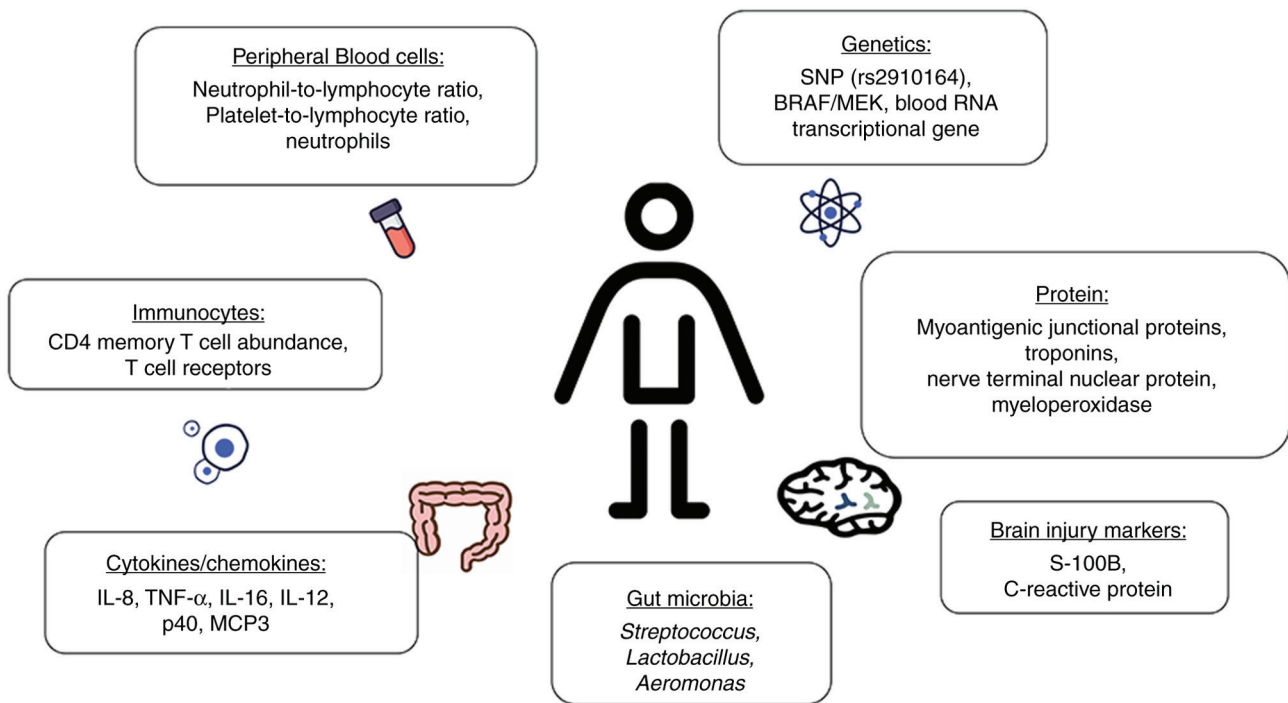 Peripheral Blood cells:
Neutrophil-to-lymphocyte ratio,
Platelet-to-lymphocyte ratio,
neutrophils
Genetics:
SNP (rs2910164),
BRAF/MEK, blood RNA
transcriptional gene
Immunocytes:
CD4 memory T cell abundance,
T cell receptors
Protein:
Myoantigenic junctional proteins,
troponins,
nerve terminal nuclear protein,
myeloperoxidase
Cytokines/chemokines:
IL-8, TNF-α, IL-16, IL-12,
p40, MCP3
Gut microbia:
Streptococcus,
Lactobacillus,
Aeromonas
Brain injury markers:
S-100B,
C-reactive protein